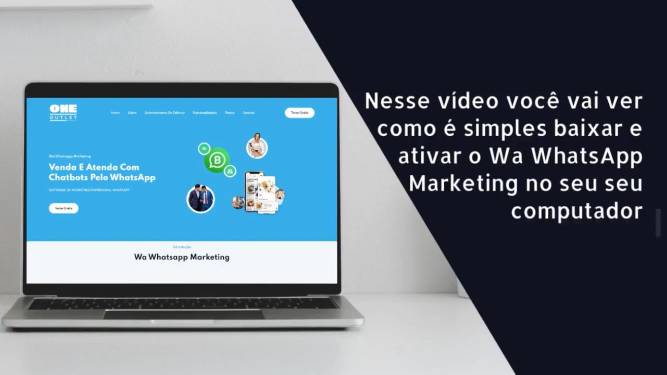 ONE
OUTLET
Venda E Atenda Com
Chatbots Pelo WhatsApp
Wa Whatsapp Marketing
Nesse vídeo você vai ver
como é simples baixar e
ativar o Wa WhatsApp
Marketing no seu seu
computador